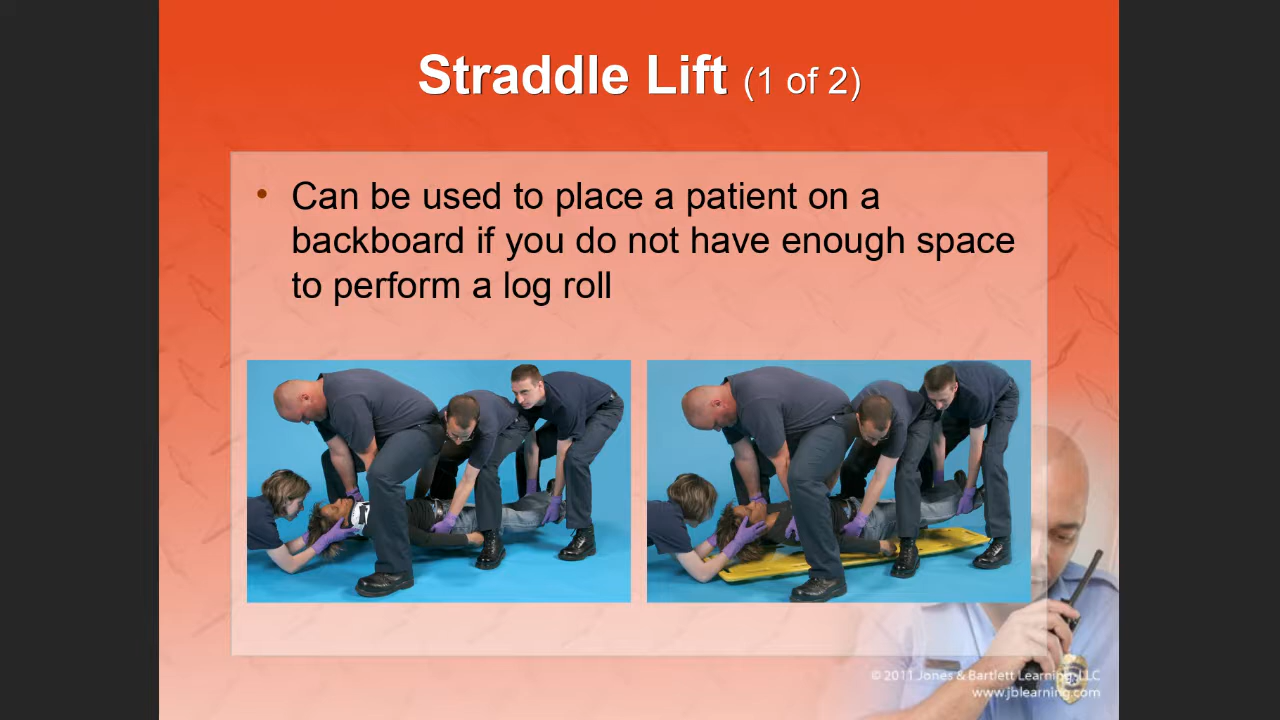 Straddle Lift (1 of 2)
• Can be used to place a patient on a
backboard if you do not have enough space
to perform a log roll
© 2011 Jones & Bartlett Learning, LLC
www.jblearning.com